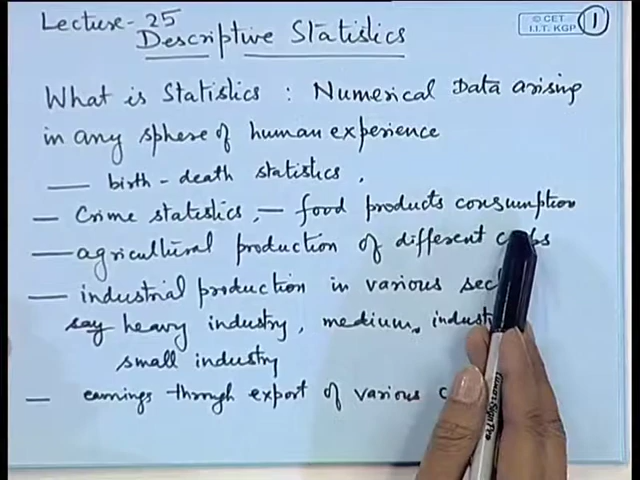 Lecture-25
© CET
I.I.T. KGP
1
Descriptive Statistics
What is Statistics : Numerical Data arising
in any sphere of human experience
— birth-death statistics.
— Crime statistics, — food products consumption
— agricultural production of different
— industrial production in various
say heavy industry, medium
small industry
— earnings through export of various